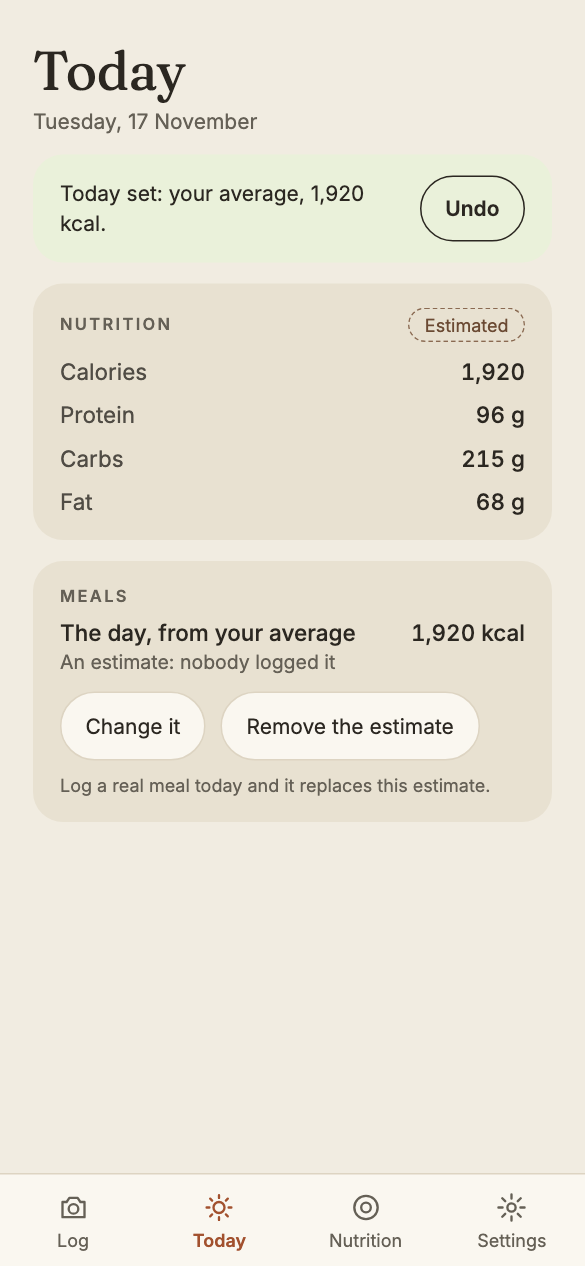 Today
Tuesday, 17 November
Today set: your average, 1,920
kcal.
Undo
NUTRITION
Estimated
Calories 1,920
Protein 96 g
Carbs 215 g
Fat 68 g
MEALS
The day, from your average 1,920 kcal
An estimate: nobody logged it
Change it
Remove the estimate
Log a real meal today and it replaces this estimate.
Log
Today
Nutrition
Settings